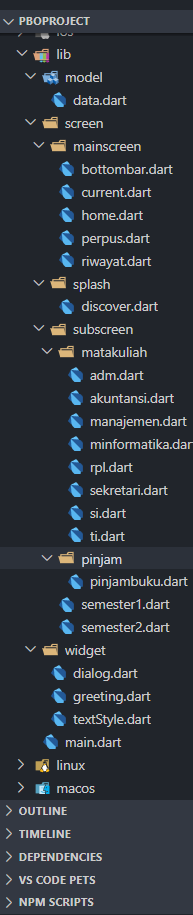 PBOPROJECT
ios
lib
model
data.dart
screen
mainscreen
bottombar.dart
current.dart
home.dart
perpus.dart
riwayat.dart
splash
discover.dart
subscreen
matakuliah
adm.dart
akuntansi.dart
manajemen.dart
minformatika.dar
rpl.dart
sekretari.dart
si.dart
ti.dart
pinjam
pinjambuku.dart
semester1.dart
semester2.dart
widget
dialog.dart
greeting.dart
textStyle.dart
main.dart
linux
macos
OUTLINE
TIMELINE
DEPENDENCIES
VS CODE PETS
NPM SCRIPTS